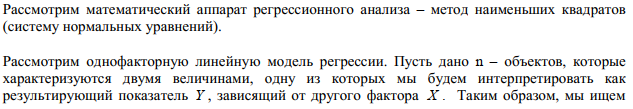 Рассмотрим математический аппарат регрессионного анализа – метод наименьших квадратов
(систему нормальных уравнений).
Рассмотрим однофакторную линейную модель регрессии. Пусть дано n – объектов, которые
характеризуются двумя величинами, одну из которых мы будем интерпретировать как
результирующий показатель Y , зависящий от другого фактора X . Таким образом, мы ищем